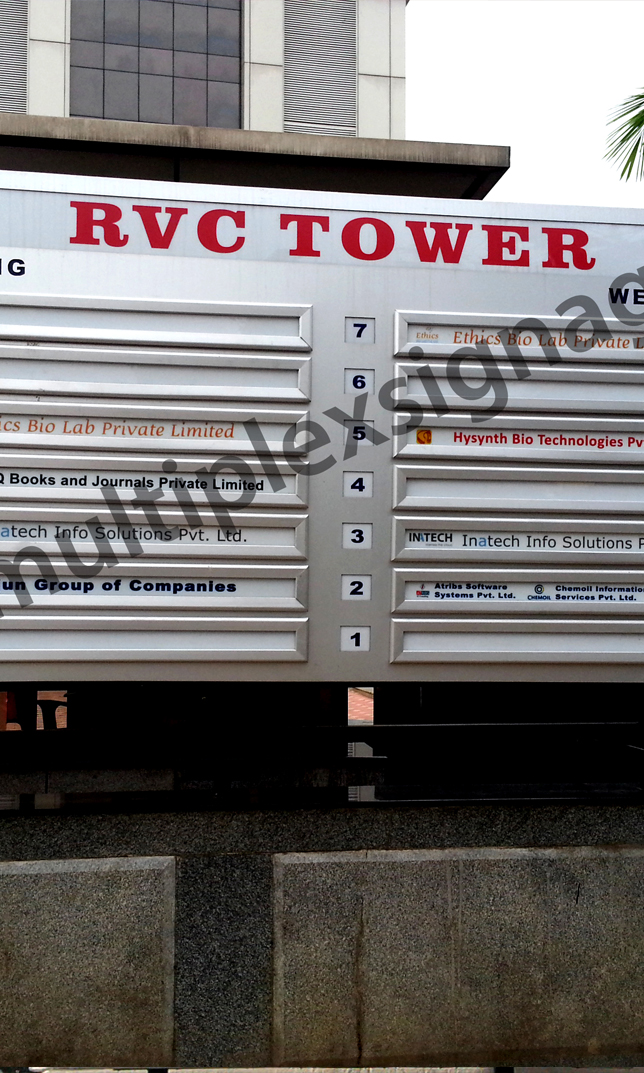 RVC TOWER
NG
WE
7
Ethics
Ethics Bio Lab Private L
6
ics Bio Lab Private Limited
5
Hysynth Bio Technologies Pv
Q Books and Journals Private Limited
4
atech Info Solutions Pvt. Ltd.
3
INATECH
Inatech Info Solutions P
un Group of Companies
2
Atribs Software
Systems Pvt. Ltd.
CHEMOIL
Chemoil Informatio
Services Pvt. Ltd.
1
multiplexsignag